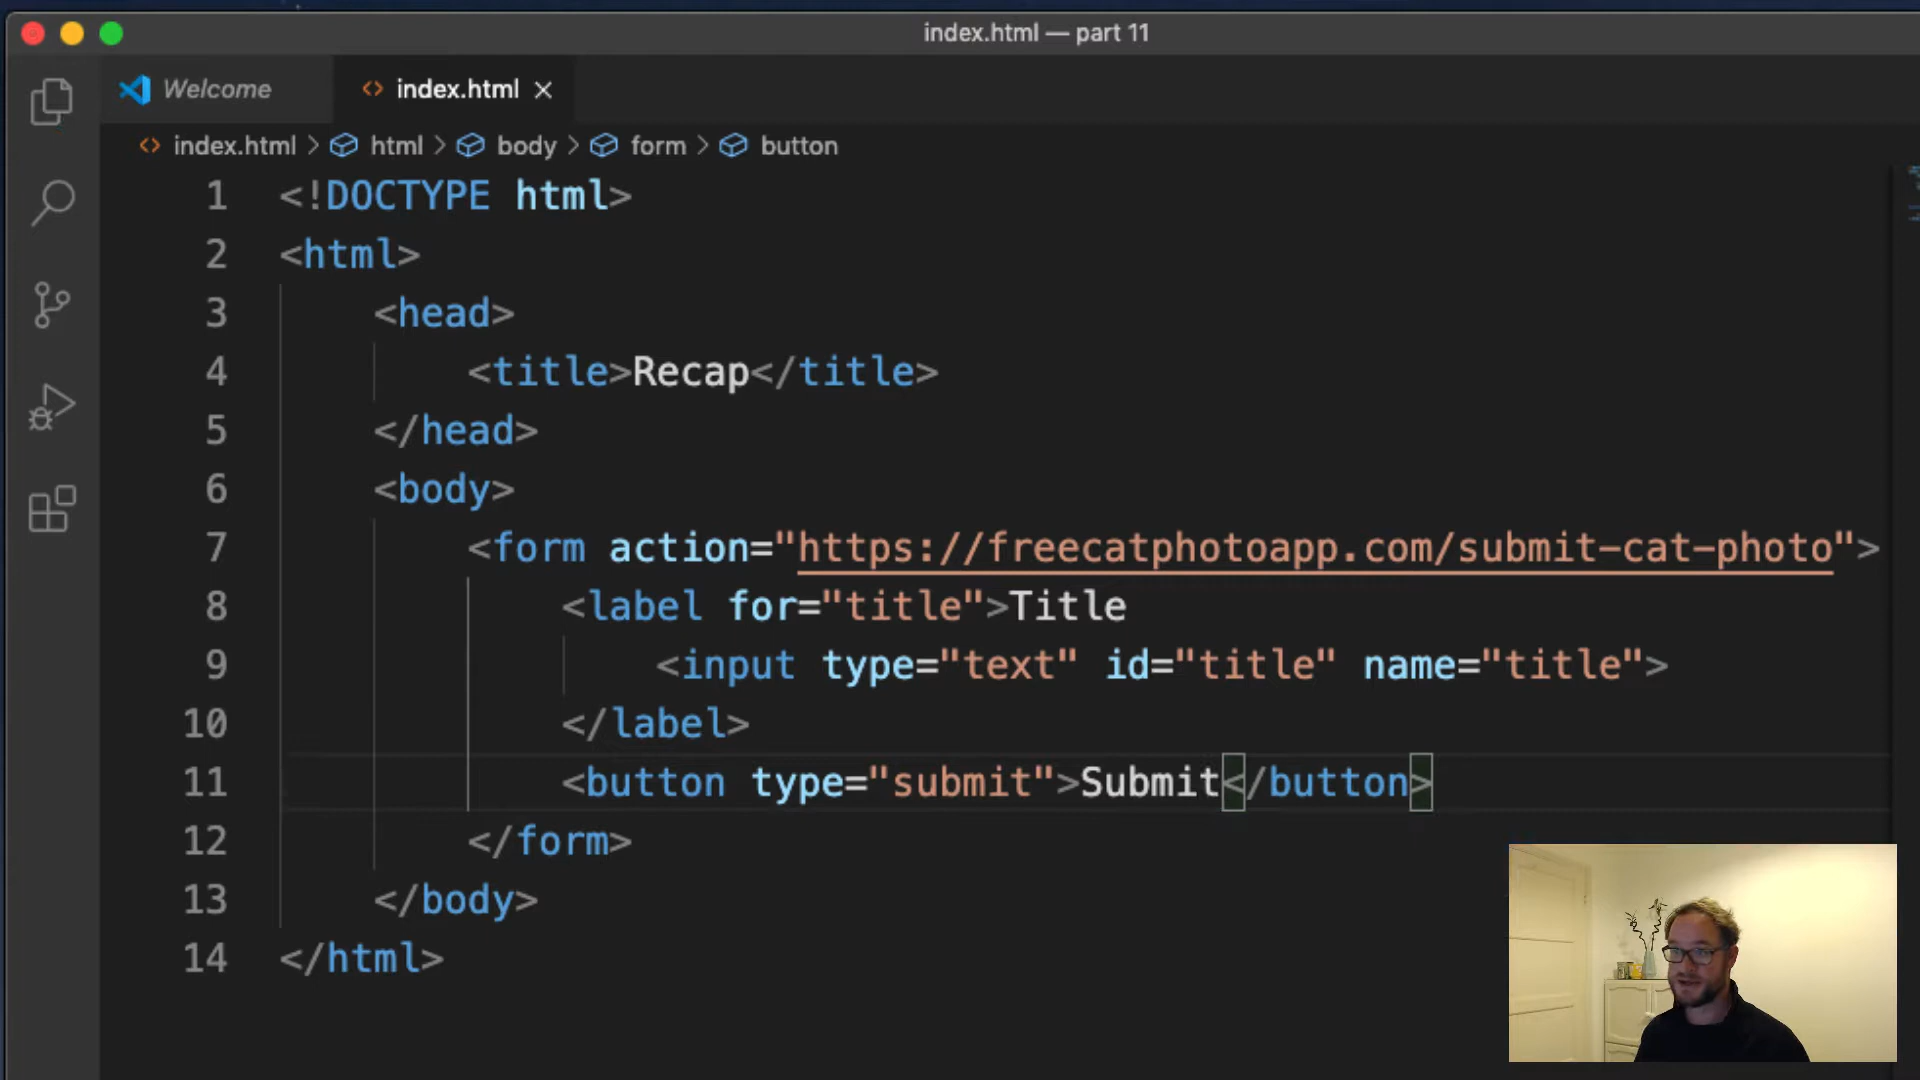 index.html — part 11
Welcome
index.html
index.html > html > body > form > button
1 <!DOCTYPE html>
2 <html>
3 <head>
4 <title>Recap</title>
5 </head>
6 <body>
7 <form action="https://freecatphotoapp.com/submit-cat-photo">
8 <label for="title">Title
9 <input type="text" id="title" name="title">
10 </label>
11 <button type="submit">Submit</button>
12 </form>
13 </body>
14 </html>